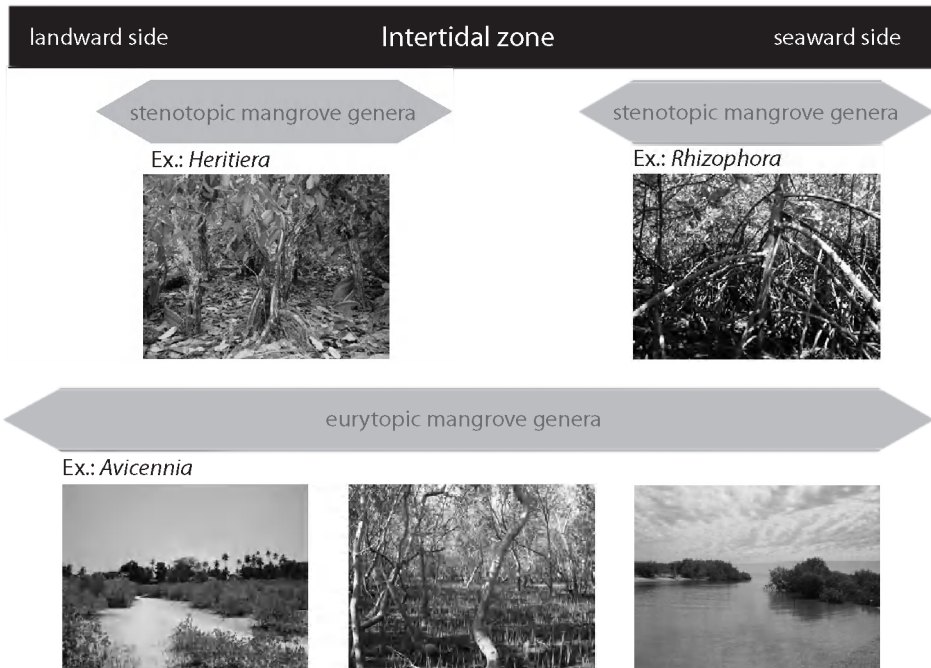 landward side Intertidal zone seaward side
stenotopic mangrove genera stenotopic mangrove genera
Ex.: Heritiera Ex.: Rhizophora
eurytopic mangrove genera
Ex.: Avicennia